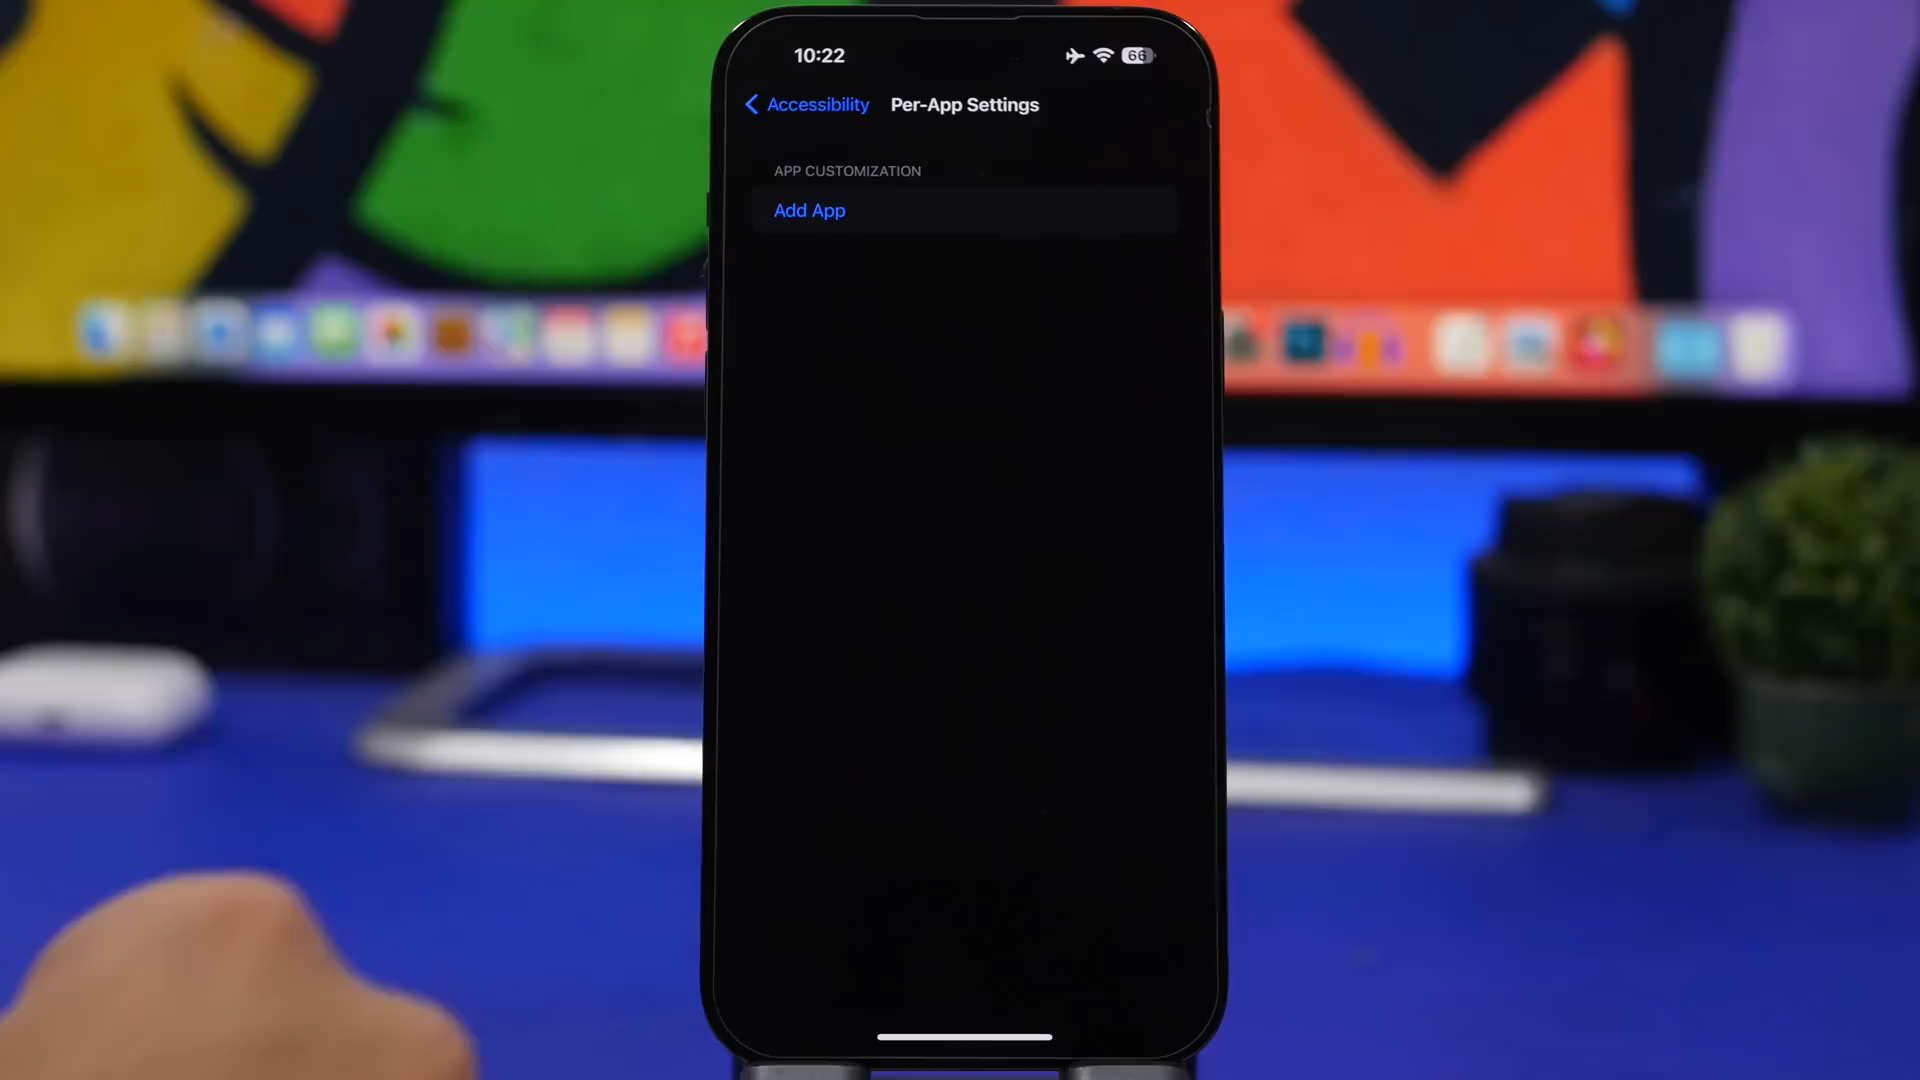 10:22
66
Accessibility
Per-App Settings
APP CUSTOMIZATION
Add App